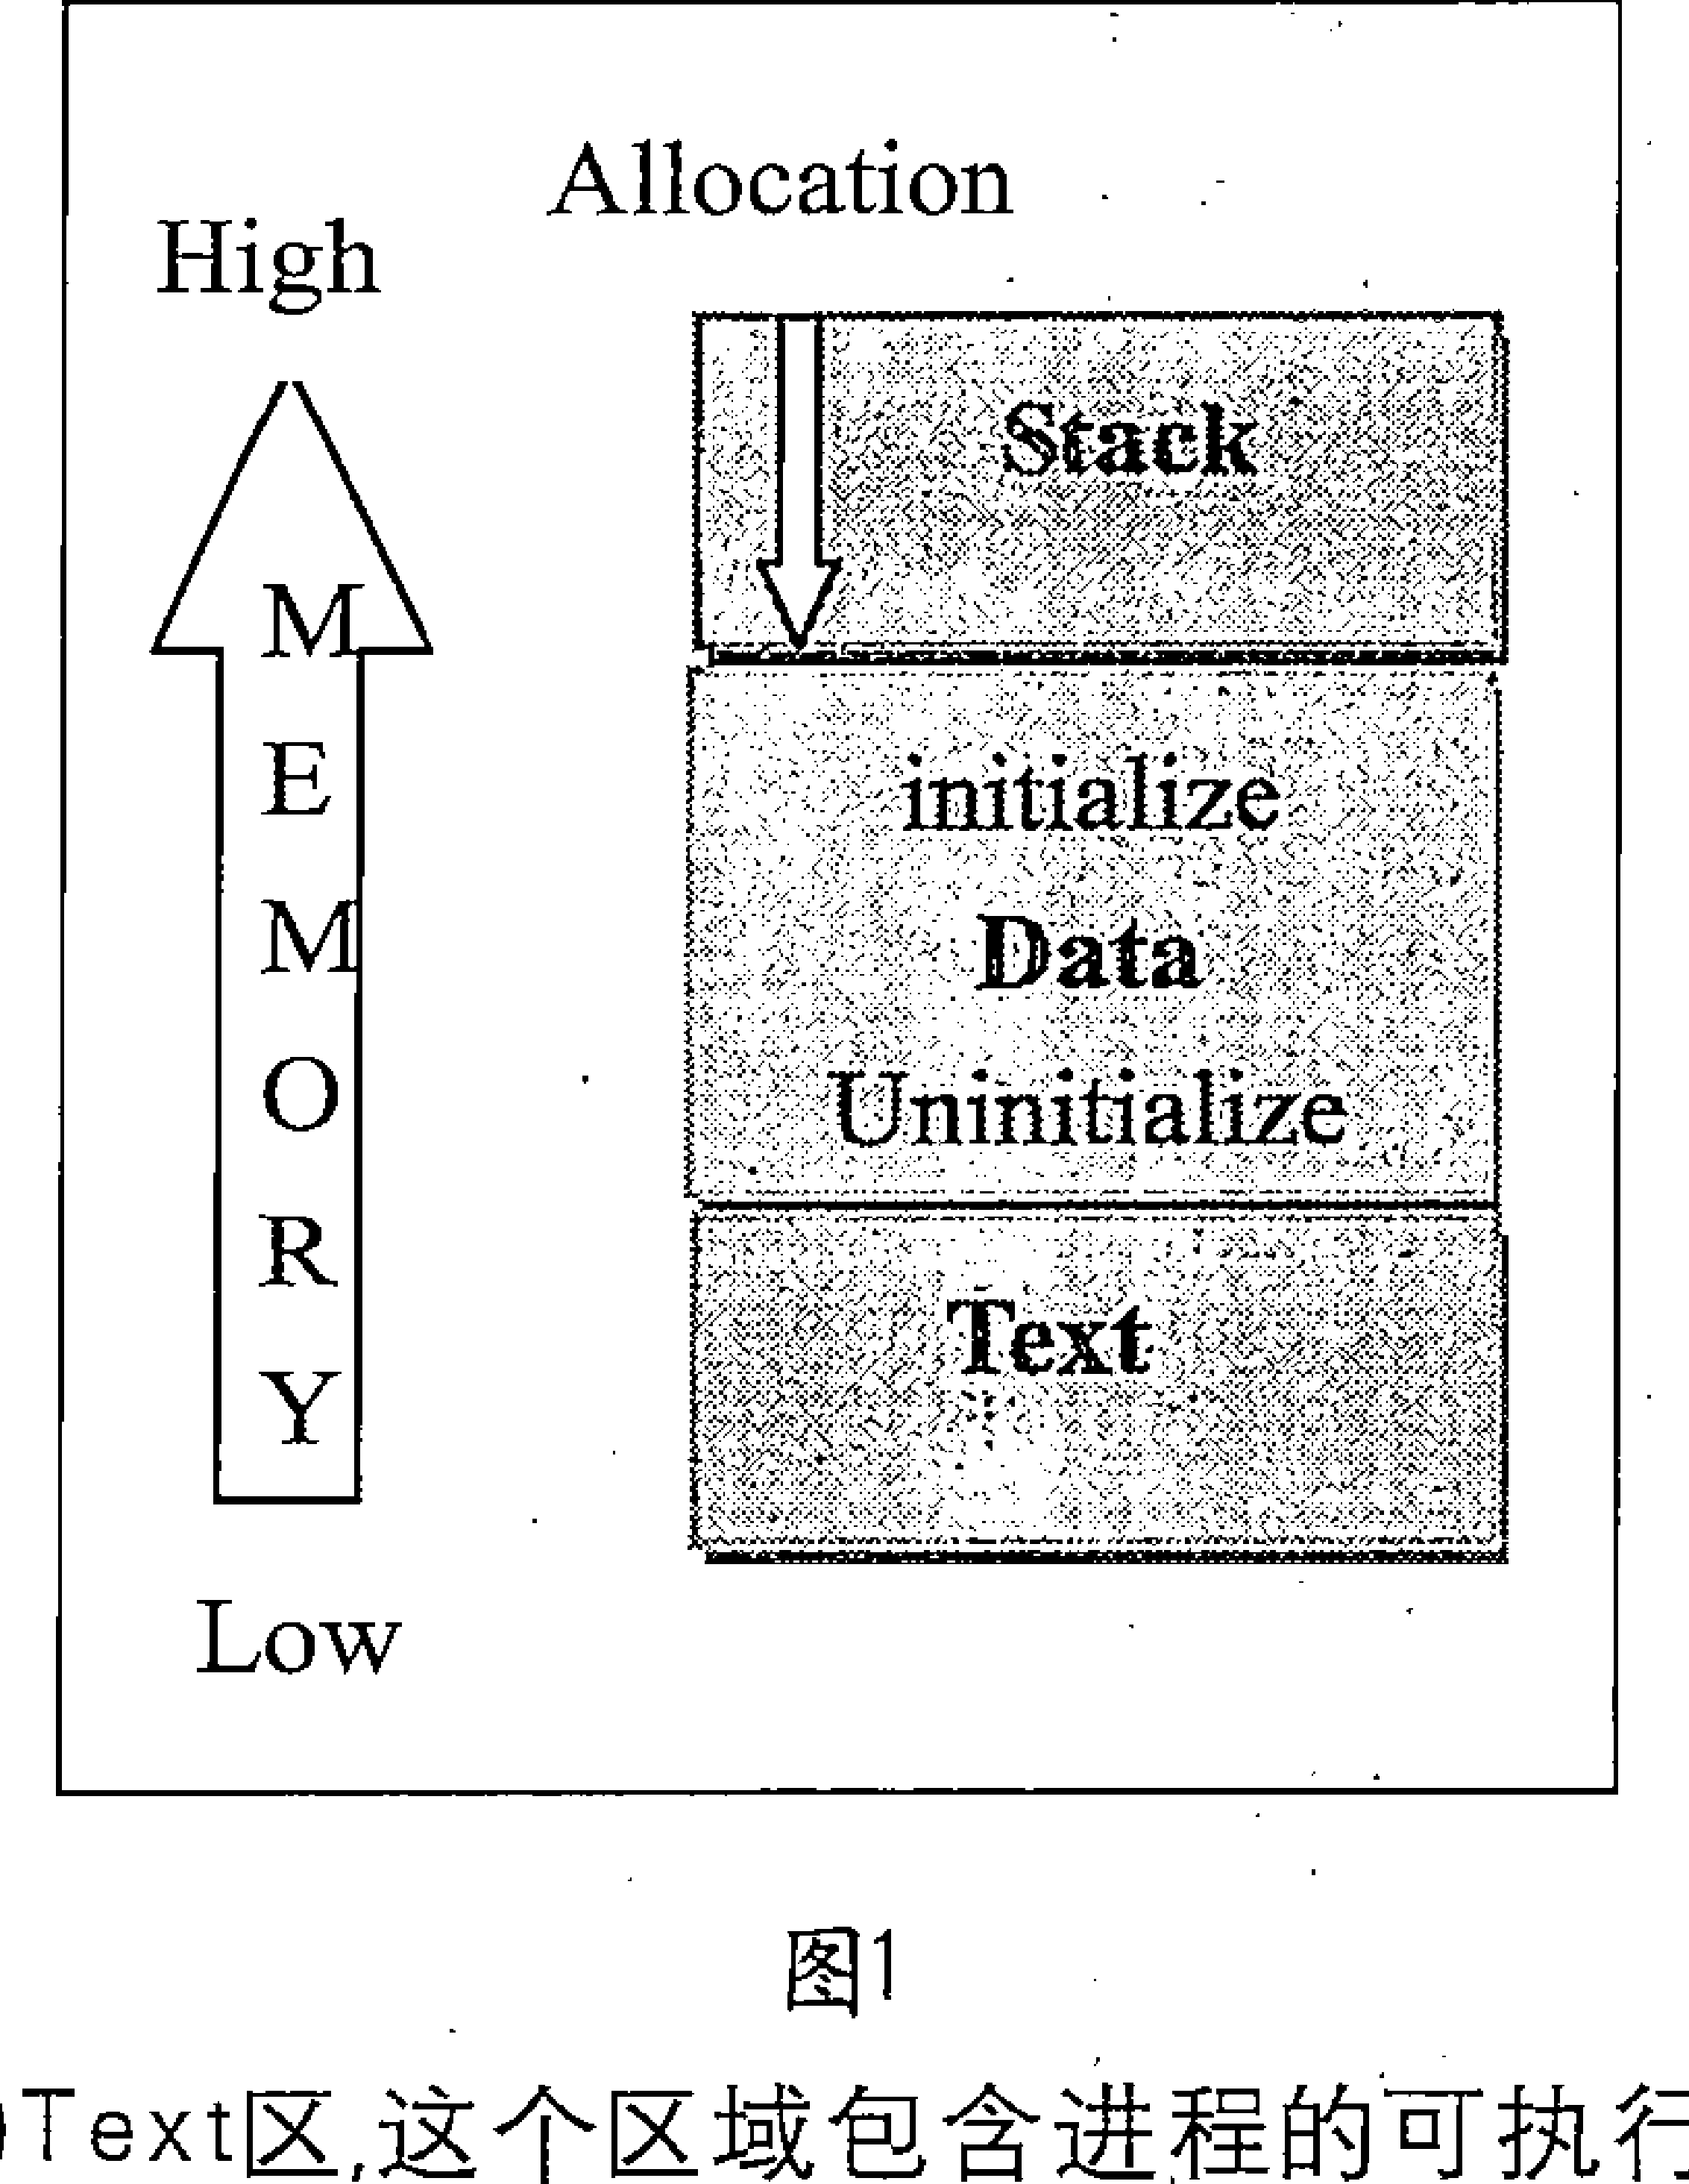 Allocation
High
MEMORY
Low
Stack
initialize
Data
Uninitialize
Text
图1
)Text区,这个区域包含进程的可执行